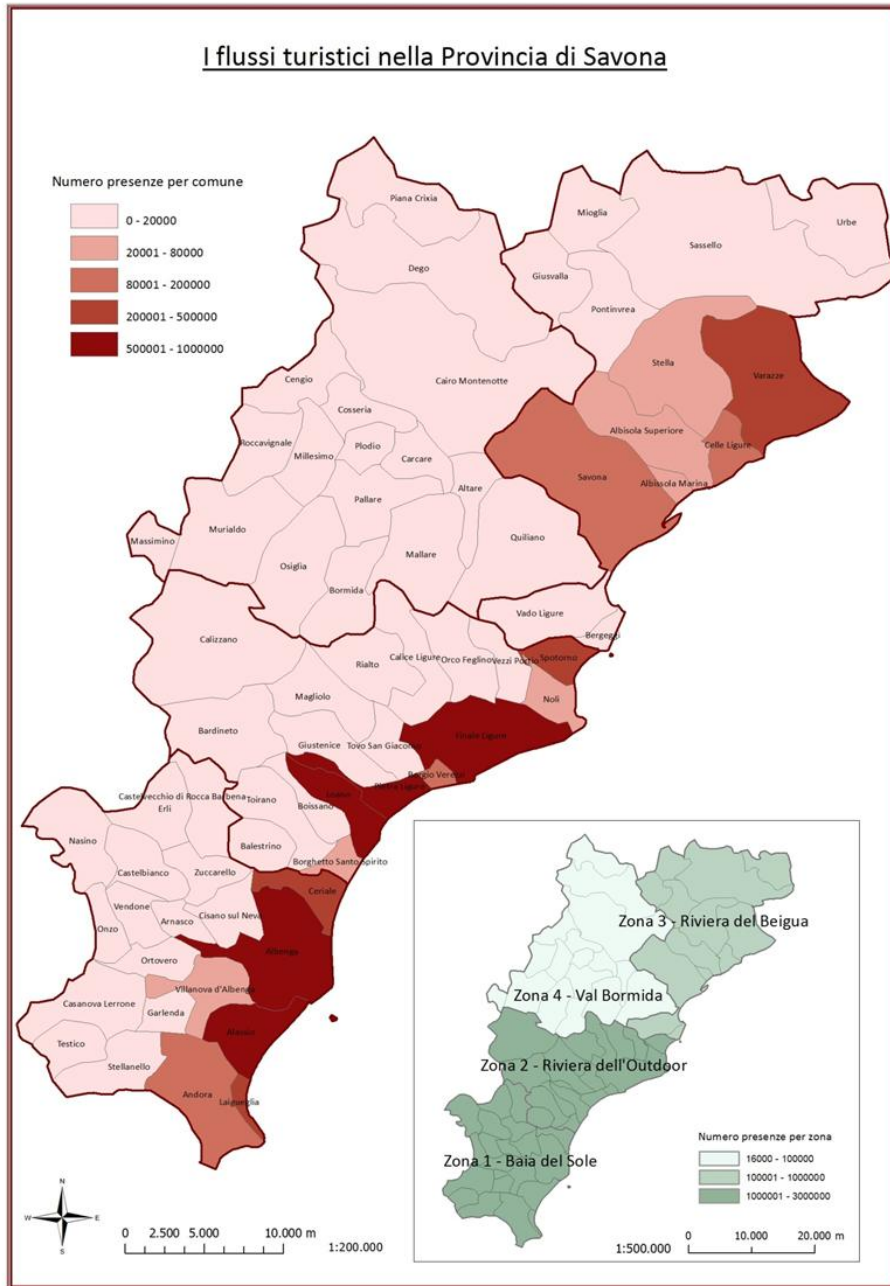 I flussi turistici nella Provincia di Savona
Numero presenze per comune
0 - 20000
20001 - 80000
80001 - 200000
200001 - 500000
500001 - 1000000
Piana Crixia
Mioglia
Urbe
Sassello
Dego
Giusvalla
Pontinvrea
Stella
Varazze
Cengio
Cairo Montenotte
Cosseria
Roccavignale
Plodio
Albisola Superiore
Millesimo
Carcare
Celle Ligure
Savona
Albissola Marina
Altare
Pallare
Murialdo
Massimino
Quiliano
Osiglia
Mallare
Bormida
Vado Ligure
Bergeggi
Calizzano
Calice Ligure
Orco Feglino
Vezzi Portio
Spotorno
Rialto
Magliolo
Noli
Bardineto
Giustenice
Tovo San Giacomo
Finale Ligure
Borgio Verezzi
Pietra Ligure
Loano
Castelvecchio di Rocca Barbena
Erli
Toirano
Boissano
Nasino
Balestrino
Borghetto Santo Spirito
Castelbianco
Zuccarello
Ceriale
Vendone
Onzo
Arnasco
Cisano sul Neva
Albenga
Ortovero
Villanova d'Albenga
Casanova Lerrone
Garlenda
Alassio
Testico
Stellanello
Andora
Laigueglia
Zona 3 - Riviera del Beigua
Zona 4 - Val Bormida
Zona 2 - Riviera dell'Outdoor
Zona 1 - Baia del Sole
Numero presenze per zona
16000 - 100000
100001 - 1000000
1000001 - 3000000
N
W E
S
0 2.500 5.000 10.000 m
1:200.000
1:500.000
0 10.000 20.000 m